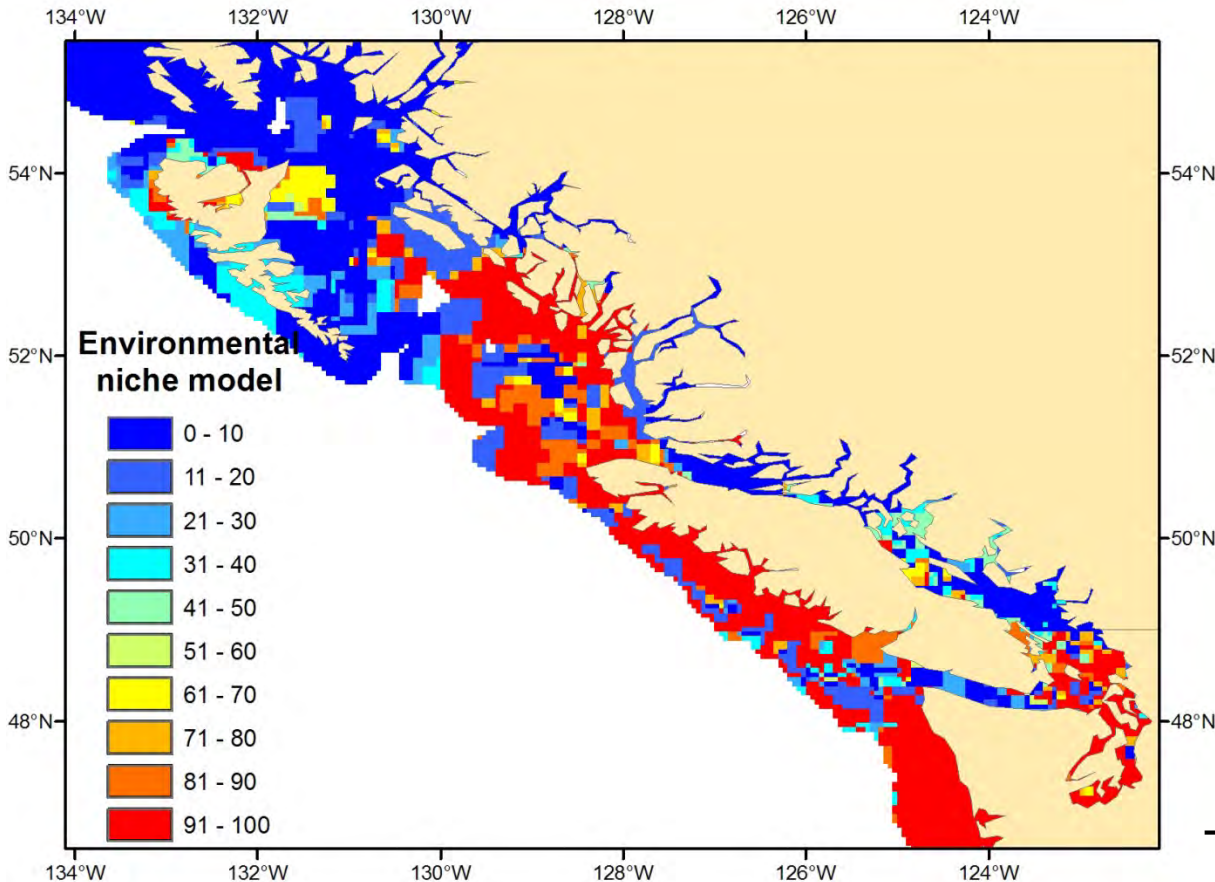 134°W 132°W 130°W 128°W 126°W 124°W
54°N 54°N
52°N 52°N
Environmental
niche model
0 - 10
11 - 20
21 - 30
50°N 50°N
31 - 40
41 - 50
51 - 60
61 - 70
48°N 48°N
71 - 80
81 - 90
91 - 100
134°W 132°W 130°W 128°W 126°W 124°W